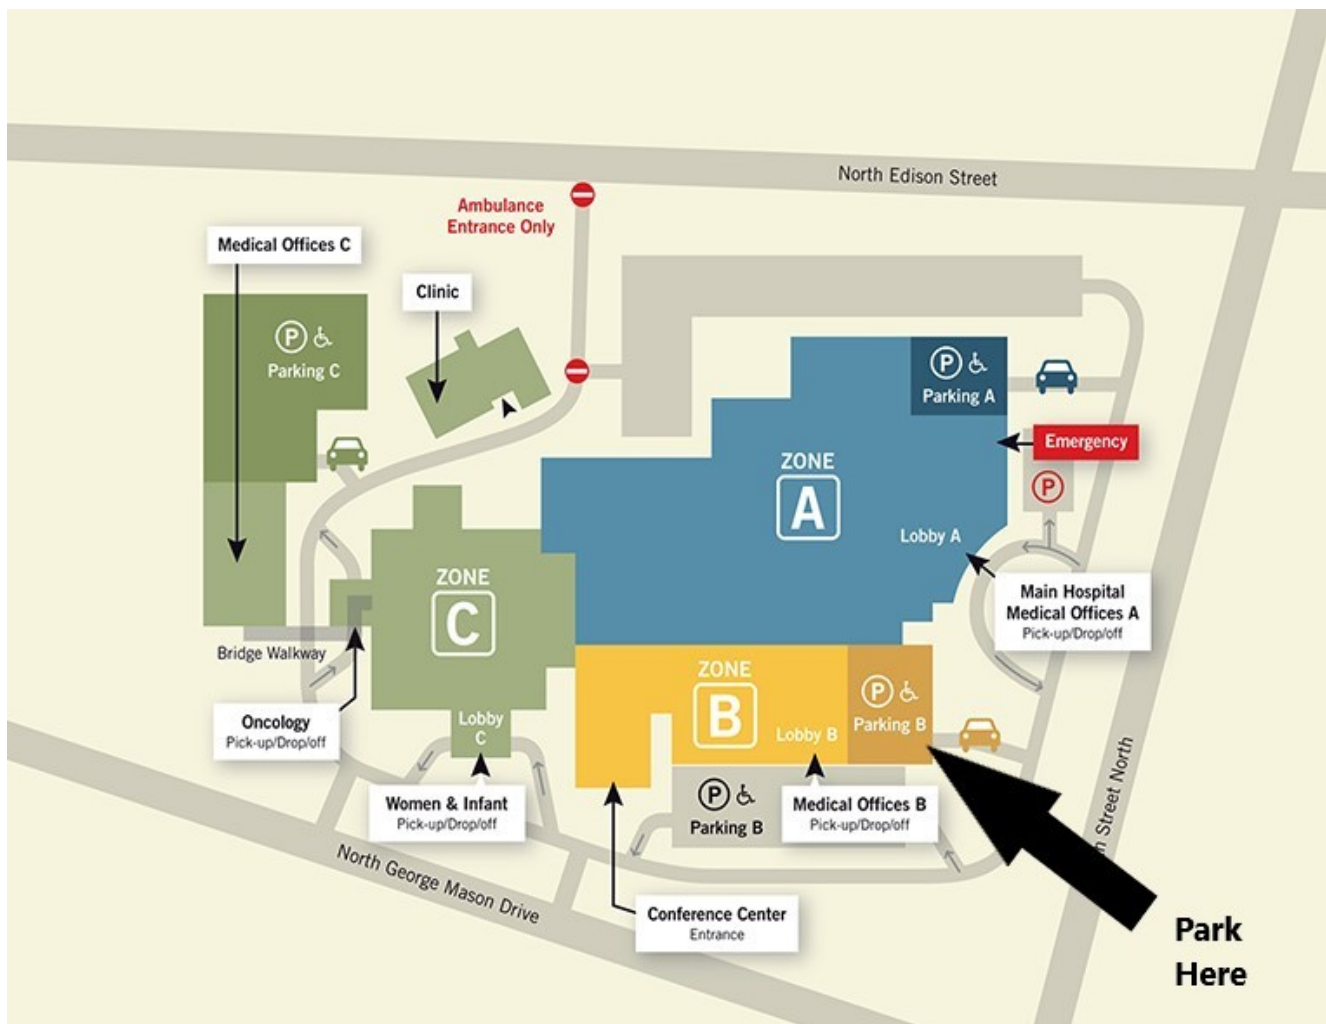 North Edison Street
Ambulance
Entrance Only
Medical Offices C
Clinic
P
Parking C
P
Parking A
Emergency
ZONE
A
P
Lobby A
ZONE
C
Main Hospital
Medical Offices A
Pick-up/Drop/off
Bridge Walkway
ZONE
B
P
Parking B
Lobby B
Oncology
Pick-up/Drop/off
Lobby
C
Women & Infant
Pick-up/Drop/off
P
Parking B
Medical Offices B
Pick-up/Drop/off
Street North
North George Mason Drive
Conference Center
Entrance
Park
Here